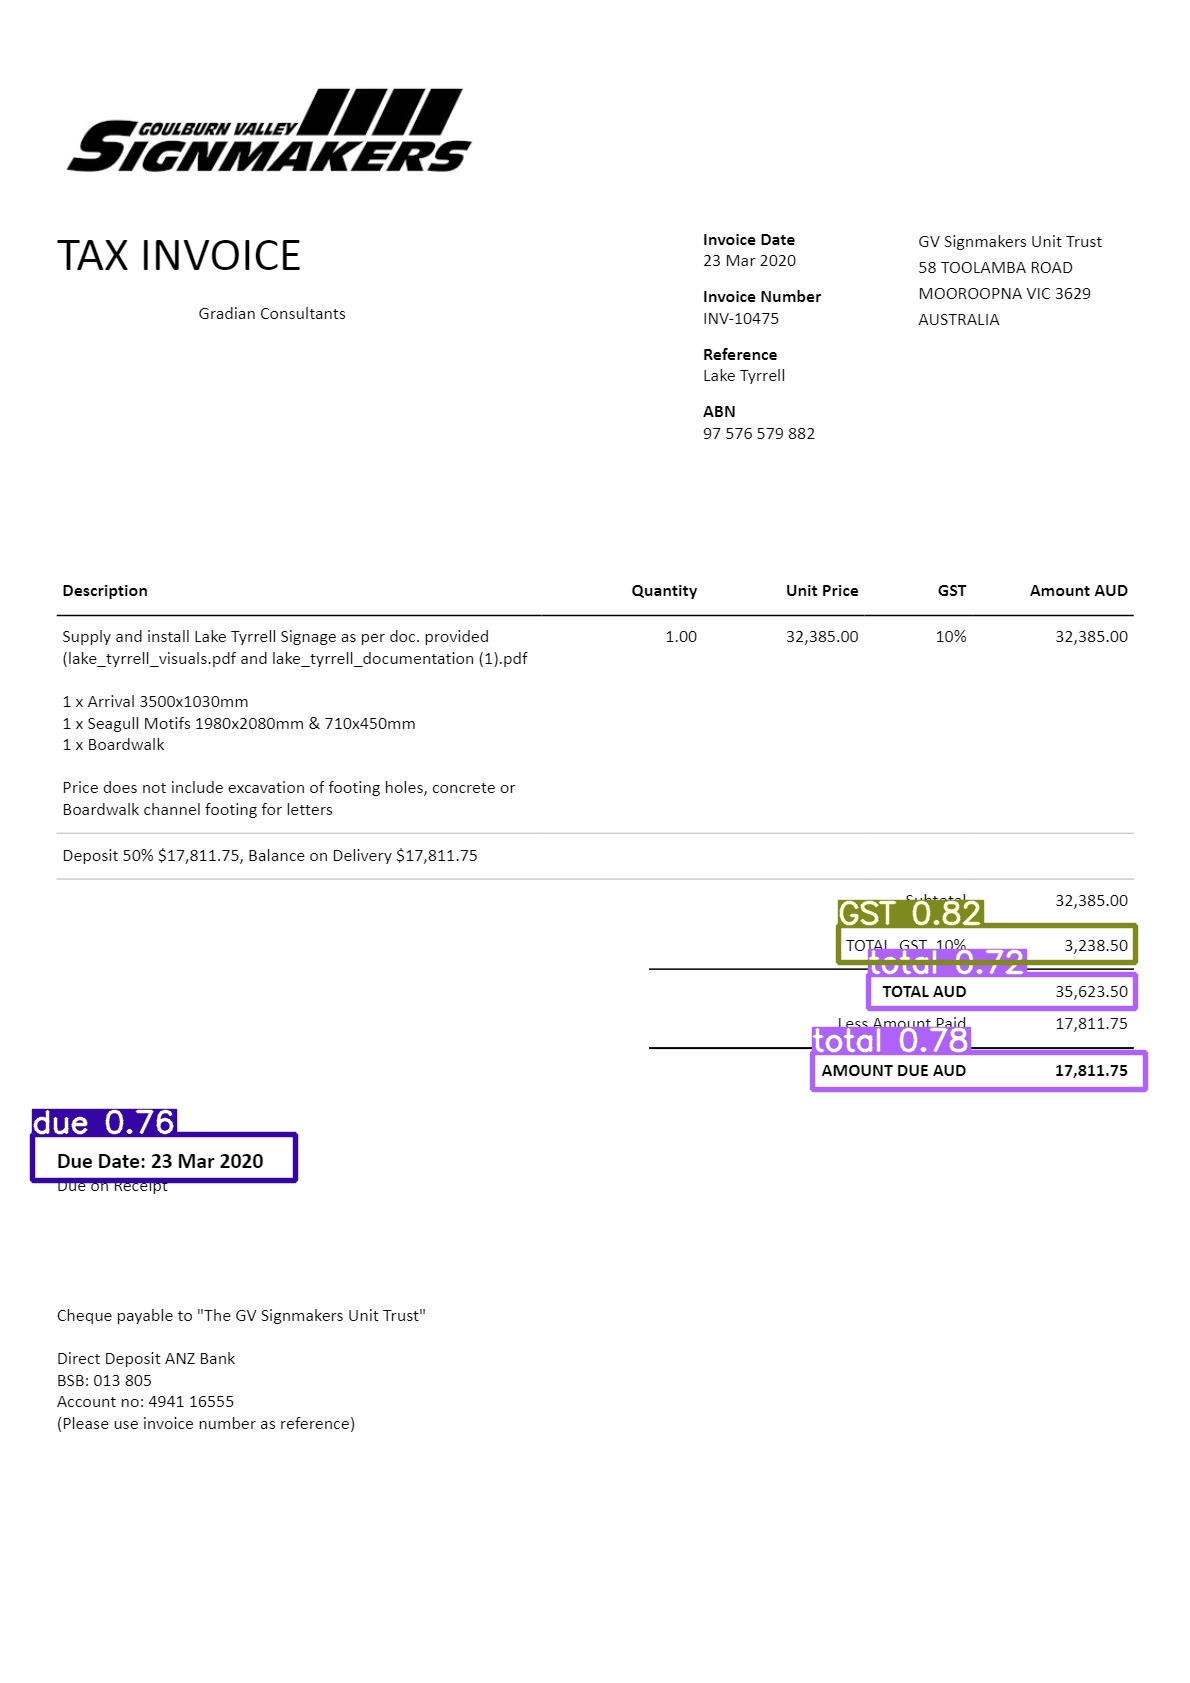 GOULBURN VALLEY
SIGNMAKERS
TAX INVOICE
Gradian Consultants
Invoice Date
23 Mar 2020
Invoice Number
INV-10475
Reference
Lake Tyrrell
ABN
97 576 579 882
GV Signmakers Unit Trust
58 TOOLAMBA ROAD
MOOROOPNA VIC 3629
AUSTRALIA
Description Quantity Unit Price GST Amount AUD
Supply and install Lake Tyrrell Signage as per doc. provided 1.00 32,385.00 10% 32,385.00
(lake_tyrrell_visuals.pdf and lake_tyrrell_documentation (1).pdf
1 x Arrival 3500x1030mm
1 x Seagull Motifs 1980x2080mm & 710x450mm
1 x Boardwalk
Price does not include excavation of footing holes, concrete or
Boardwalk channel footing for letters
Deposit 50% $17,811.75, Balance on Delivery $17,811.75
Subtotal 32,385.00
GST 0.82
TOTAL GST 10% 3,238.50
total 0.72
TOTAL AUD 35,623.50
Less Amount Paid 17,811.75
total 0.78
AMOUNT DUE AUD 17,811.75
due 0.76
Due Date: 23 Mar 2020
Due on Receipt
Cheque payable to "The GV Signmakers Unit Trust"
Direct Deposit ANZ Bank
BSB: 013 805
Account no: 4941 16555
(Please use invoice number as reference)